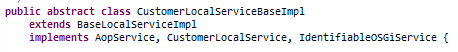 public abstract class CustomerLocalServiceBaseImpl
extends BaseLocalServiceImpl
implements AopService, CustomerLocalService, IdentifiableOSGiService {